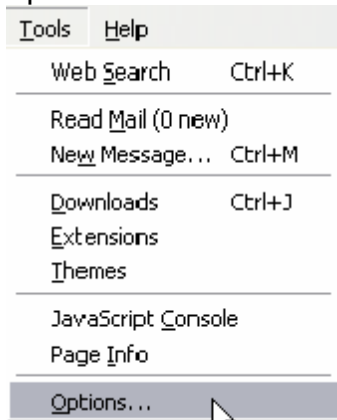 Tools Help
Web Search Ctrl+K
Read Mail (0 new)
New Message... Ctrl+M
Downloads Ctrl+J
Extensions
Themes
JavaScript Console
Page Info
Options...